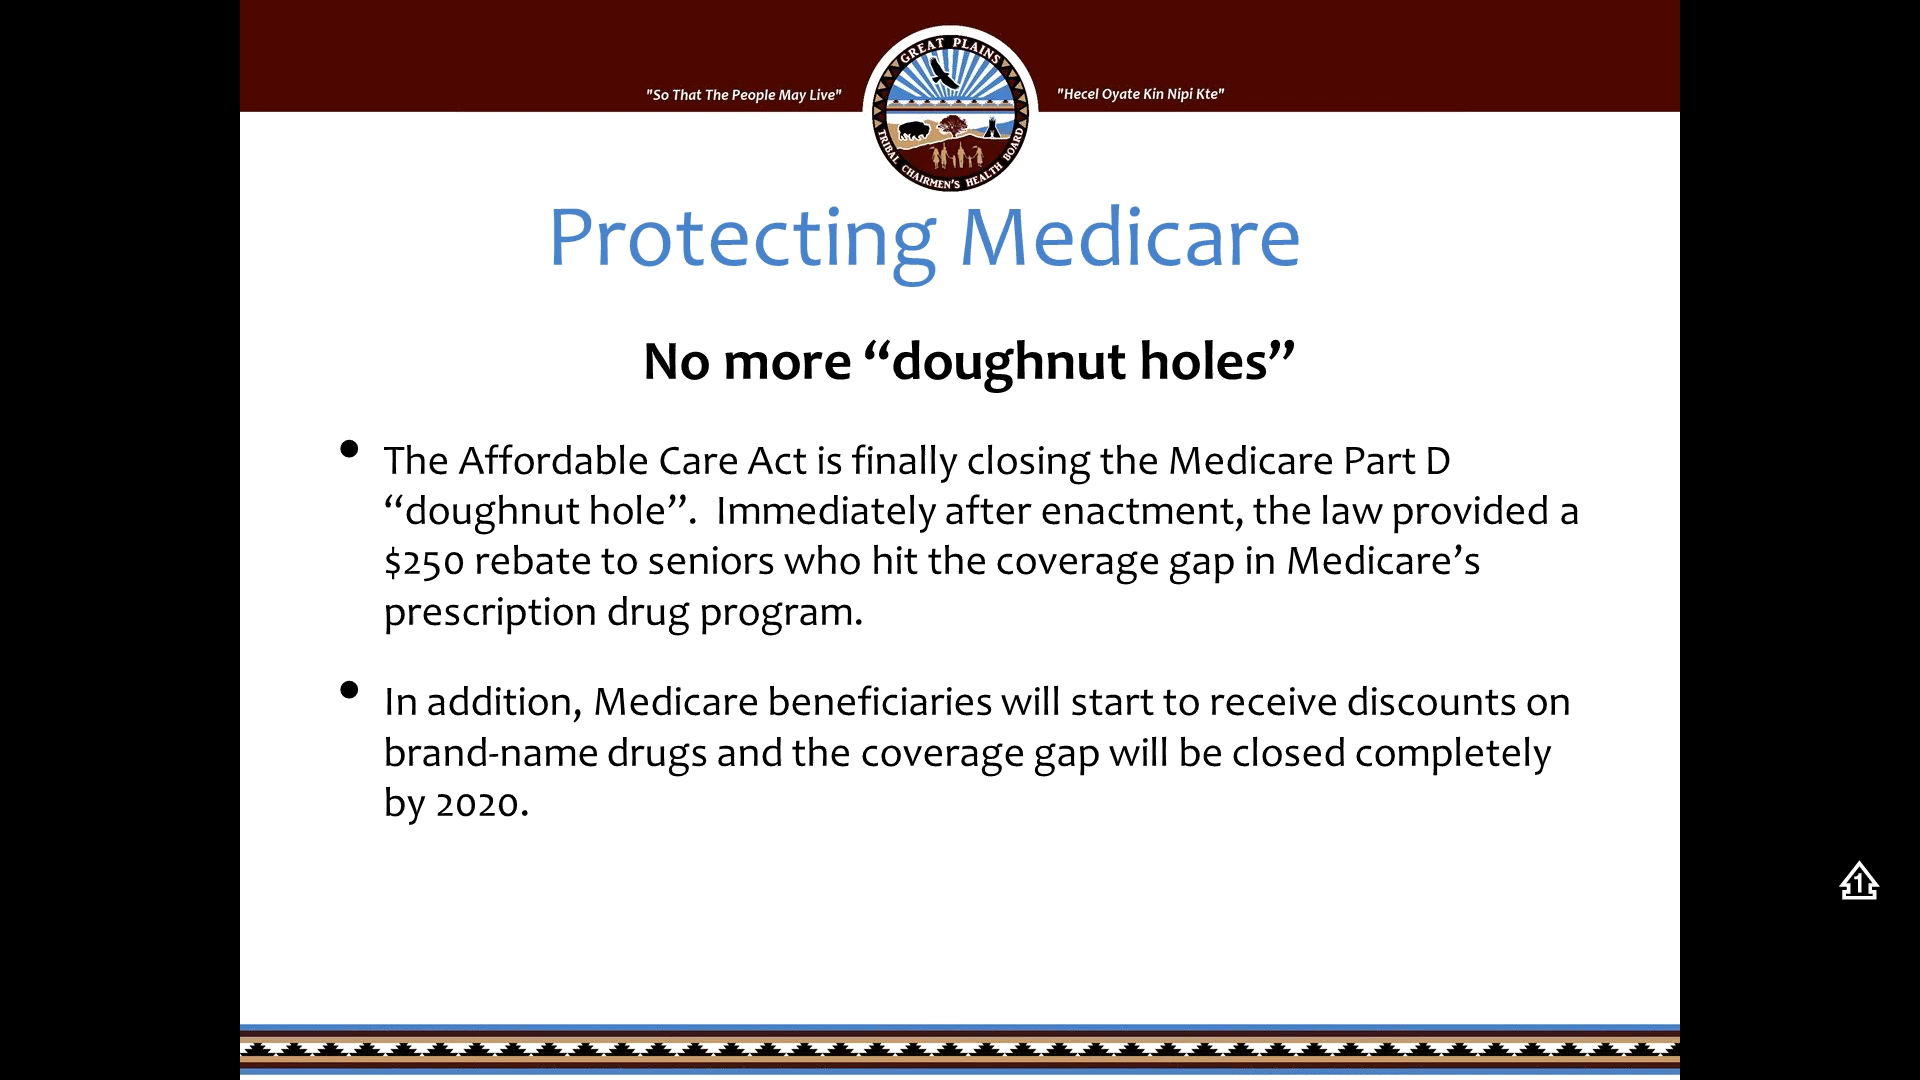 "So That The People May Live"
"Hecel Oyate Kin Nipi Kte"
GREAT PLAINS
TRIBAL CHAIRMEN'S HEALTH BOARD
Protecting Medicare
No more “doughnut holes”
• The Affordable Care Act is finally closing the Medicare Part D
“doughnut hole”.  Immediately after enactment, the law provided a
$250 rebate to seniors who hit the coverage gap in Medicare’s
prescription drug program.
• In addition, Medicare beneficiaries will start to receive discounts on
brand-name drugs and the coverage gap will be closed completely
by 2020.
1